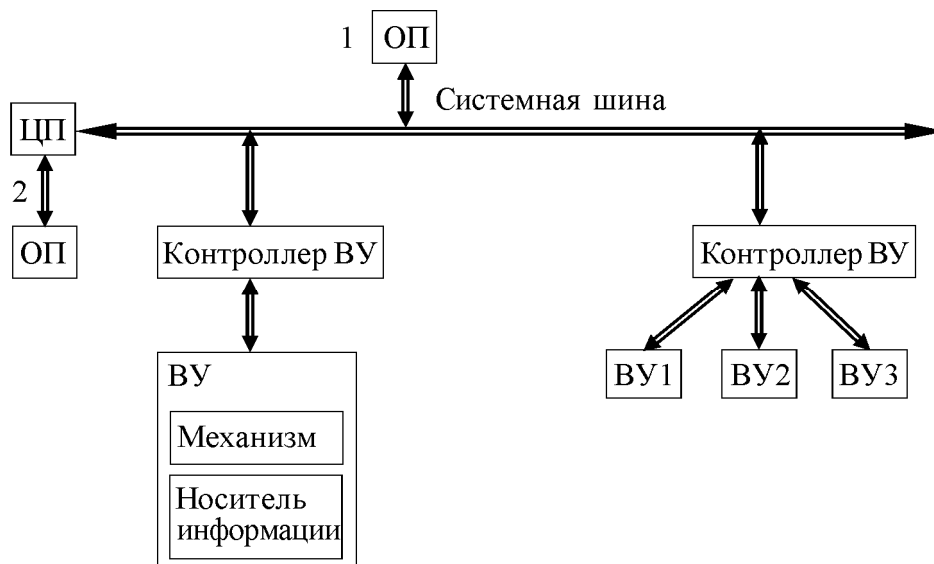 1 ОП
Системная шина
ЦП
2
ОП
Контроллер ВУ
Контроллер ВУ
ВУ
Механизм
Носитель
информации
ВУ1
ВУ2
ВУ3